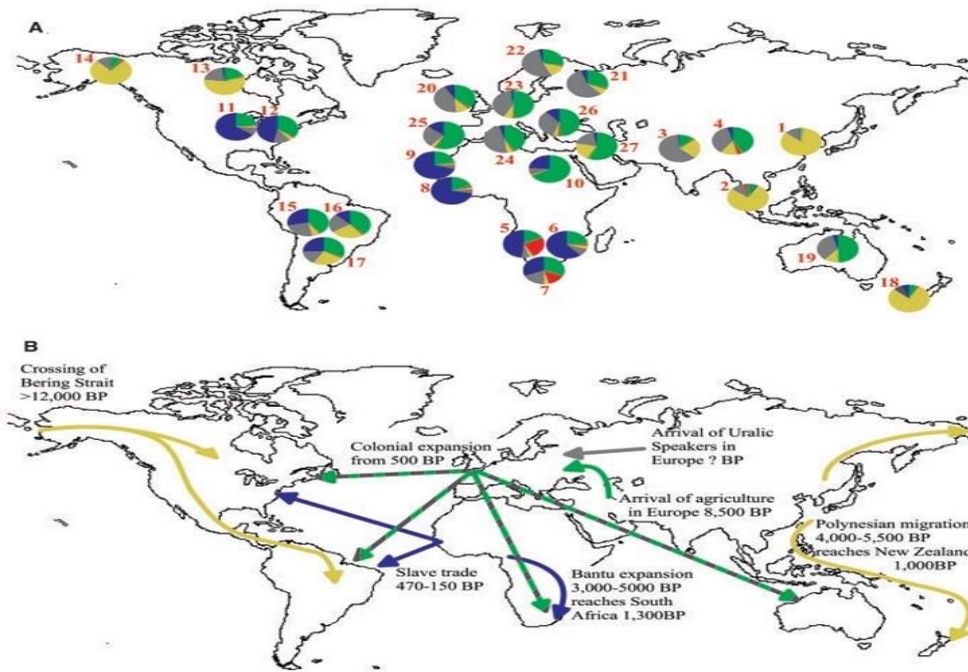 A
14
13
22
21
20
23
11
12
26
25
3
4
1
24
27
9
10
2
8
15
16
5
6
19
17
7
18
B
Crossing of
Bering Strait
>12,000 BP
Colonial expansion
from 500 BP
Arrival of Uralic
Speakers in
Europe ? BP
Arrival of agriculture
in Europe 8,500 BP
Polynesian migration
4,000-5,500 BP
reaches New Zealand
1,000BP
Slave trade
470-150 BP
Bantu expansion
3,000-5000 BP
reaches South
Africa 1,300BP